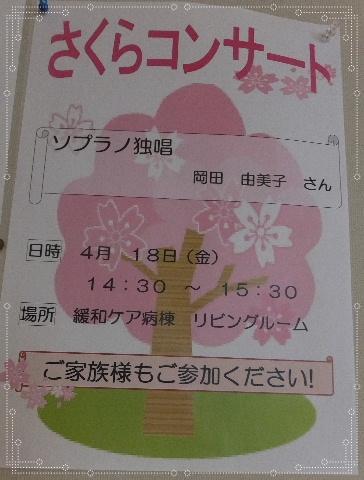 さくらコンサート
ソプラノ独唱
岡田 由美子 さん
日時 4月 18日(金)
14:30 ～ 15:30
場所 緩和ケア病棟 リビングルーム
ご家族様もご参加ください!